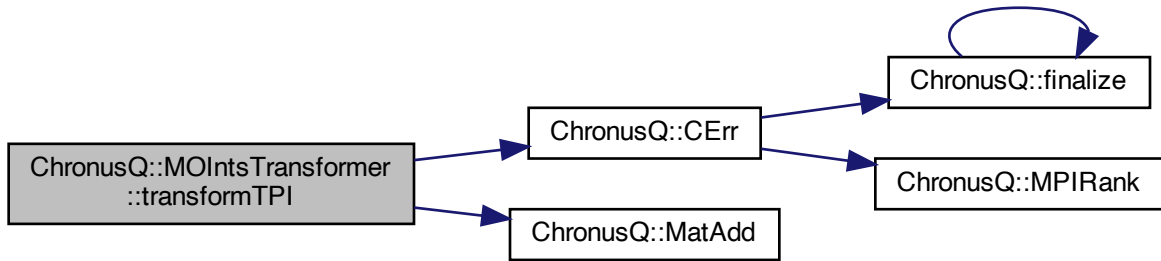 ChronusQ::MOIntsTransformer
::transformTPI
ChronusQ::CErr
ChronusQ::MatAdd
ChronusQ::finalize
ChronusQ::MPIRank